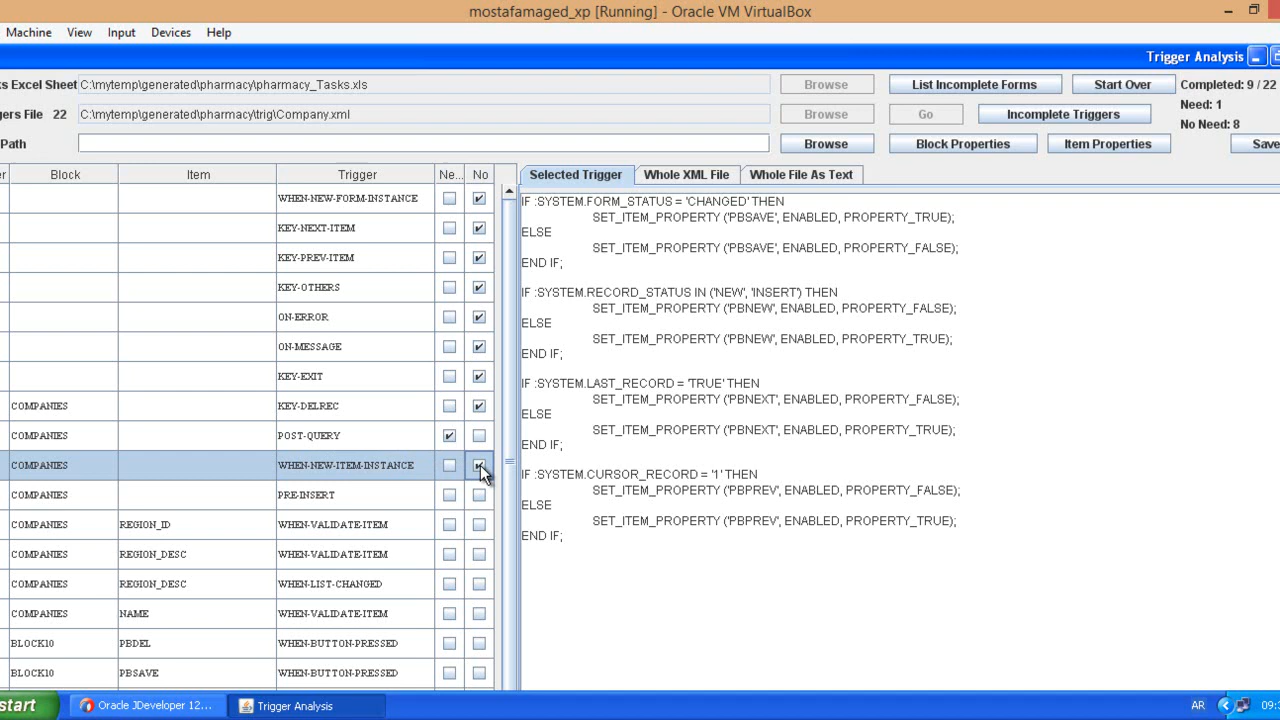 mostafamaged_xp [Running] - Oracle VM VirtualBox
Machine View Input Devices Help
Trigger Analysis
ks Excel Sheet C:\mytemp\generated\pharmacy\pharmacy_Tasks.xls Browse List Incomplete Forms Start Over Completed: 9 / 22
Need: 1
gers File 22 C:\mytemp\generated\pharmacy\trig\Company.xml Browse Go Incomplete Triggers
No Need: 8
Path Browse Block Properties Item Properties Save
er Block Item Trigger Ne... No
Selected Trigger Whole XML File Whole File As Text
WHEN-NEW-FORM-INSTANCE
KEY-NEXT-ITEM
KEY-PREV-ITEM
KEY-OTHERS
ON-ERROR
ON-MESSAGE
KEY-EXIT
COMPANIES KEY-DELREC
COMPANIES POST-QUERY
COMPANIES WHEN-NEW-ITEM-INSTANCE
COMPANIES PRE-INSERT
COMPANIES REGION_ID WHEN-VALIDATE-ITEM
COMPANIES REGION_DESC WHEN-VALIDATE-ITEM
COMPANIES REGION_DESC WHEN-LIST-CHANGED
COMPANIES NAME WHEN-VALIDATE-ITEM
BLOCK10 PBDEL WHEN-BUTTON-PRESSED
BLOCK10 PBSAVE WHEN-BUTTON-PRESSED
IF :SYSTEM.FORM_STATUS = 'CHANGED' THEN
SET_ITEM_PROPERTY ('PBSAVE', ENABLED, PROPERTY_TRUE);
ELSE
SET_ITEM_PROPERTY ('PBSAVE', ENABLED, PROPERTY_FALSE);
END IF;
IF :SYSTEM.RECORD_STATUS IN ('NEW', 'INSERT') THEN
SET_ITEM_PROPERTY ('PBNEW', ENABLED, PROPERTY_FALSE);
ELSE
SET_ITEM_PROPERTY ('PBNEW', ENABLED, PROPERTY_TRUE);
END IF;
IF :SYSTEM.LAST_RECORD = 'TRUE' THEN
SET_ITEM_PROPERTY ('PBNEXT', ENABLED, PROPERTY_FALSE);
ELSE
SET_ITEM_PROPERTY ('PBNEXT', ENABLED, PROPERTY_TRUE);
END IF;
IF :SYSTEM.CURSOR_RECORD = '1' THEN
SET_ITEM_PROPERTY ('PBPREV', ENABLED, PROPERTY_FALSE);
ELSE
SET_ITEM_PROPERTY ('PBPREV', ENABLED, PROPERTY_TRUE);
END IF;
start Oracle JDeveloper 12... Trigger Analysis AR